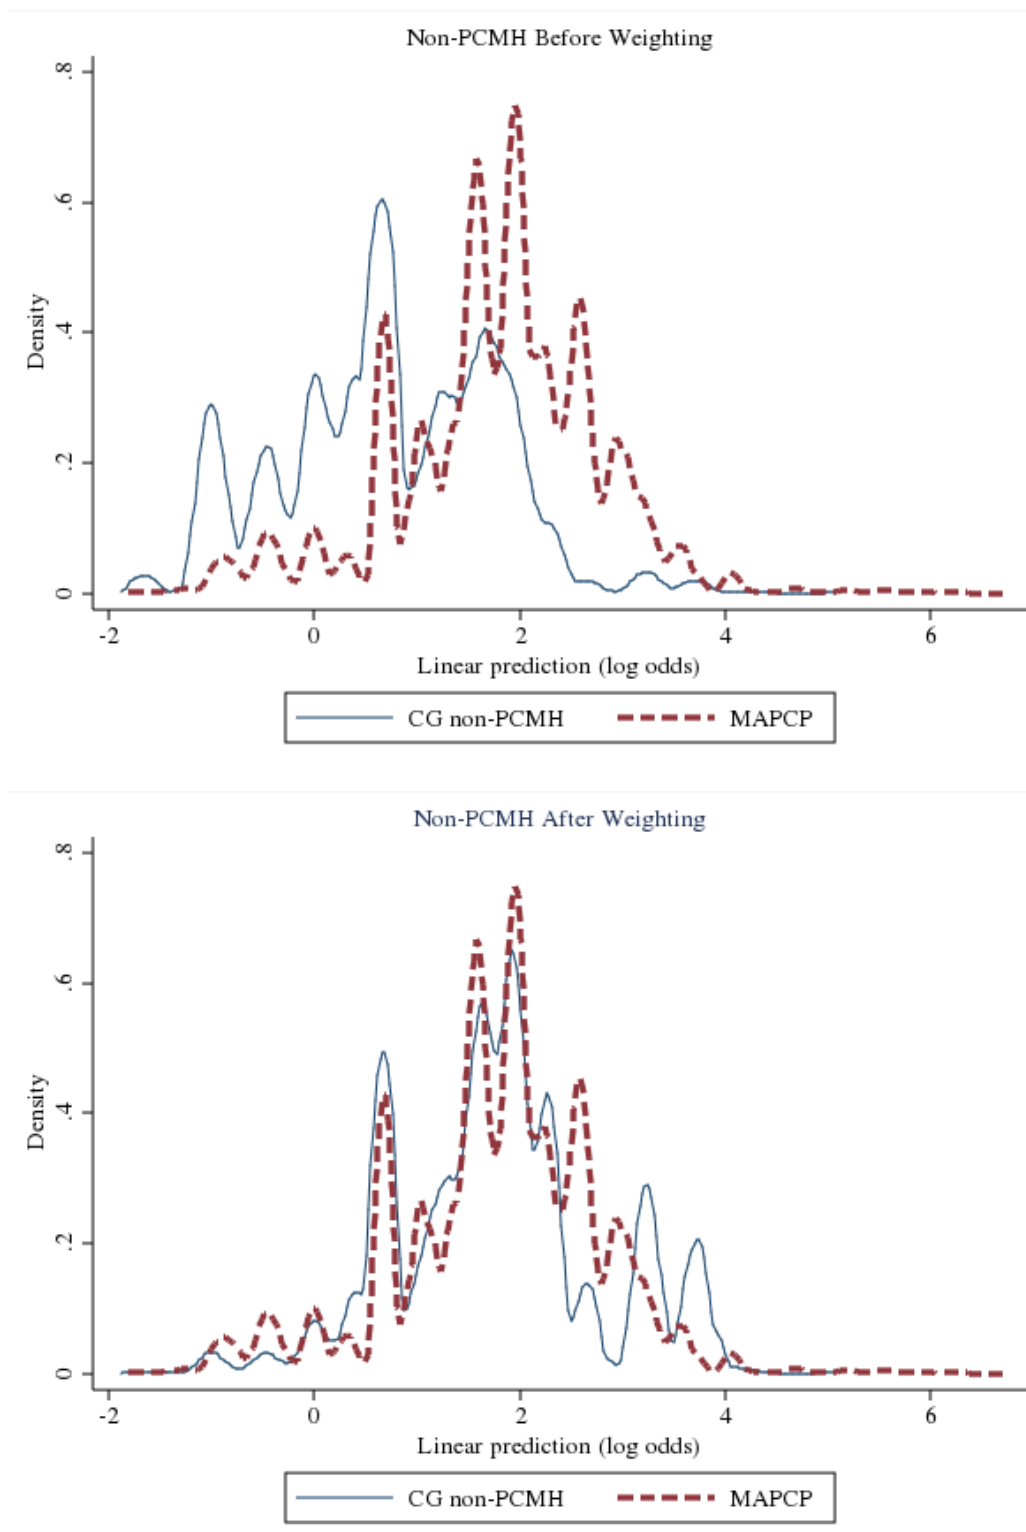 Non-PCMH Before Weighting
.8
.6
.4
.2
0
Density
-2 0 2 4 6
Linear prediction (log odds)
CG non-PCMH MAPCP
Non-PCMH After Weighting
.8
.6
.4
.2
0
Density
-2 0 2 4 6
Linear prediction (log odds)
CG non-PCMH MAPCP